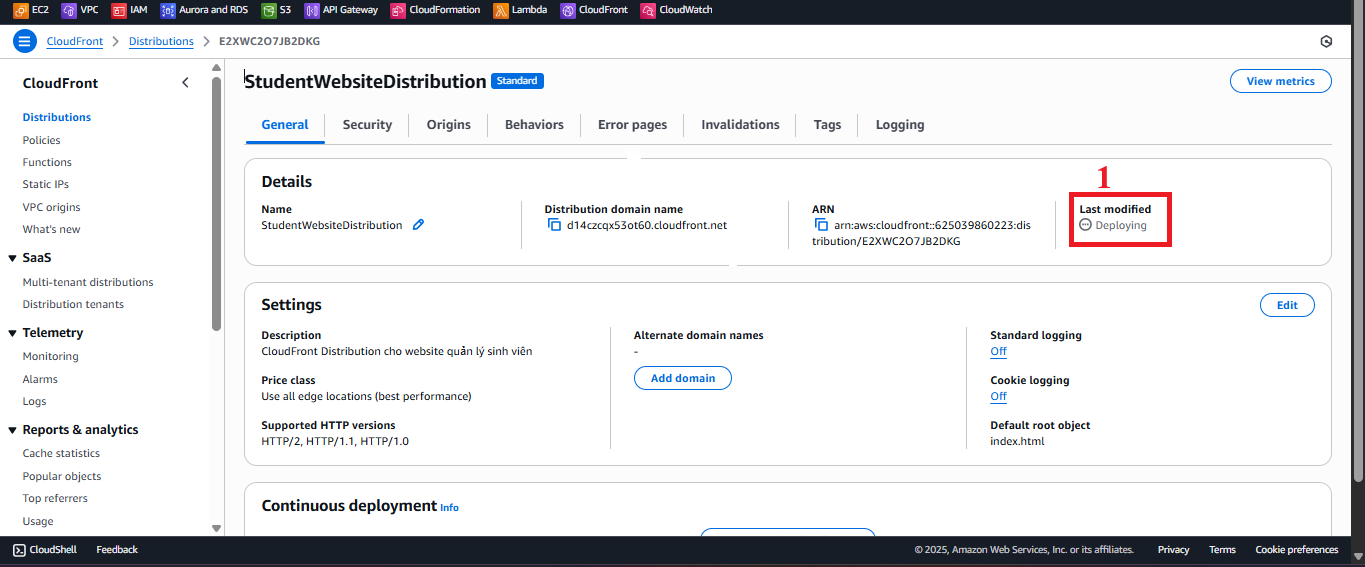 EC2 VPC IAM Aurora and RDS S3 API Gateway CloudFormation Lambda CloudFront CloudWatch
CloudFront > Distributions > E2XWC2O7JB2DKG
CloudFront
Distributions
Policies
Functions
Static IPs
VPC origins
What's new
SaaS
Multi-tenant distributions
Distribution tenants
Telemetry
Monitoring
Alarms
Logs
Reports & analytics
Cache statistics
Popular objects
Top referrers
Usage
StudentWebsiteDistribution Standard View metrics
General Security Origins Behaviors Error pages Invalidations Tags Logging
1
Details
Name
StudentWebsiteDistribution
Distribution domain name
d14czcqx53ot60.cloudfront.net
ARN
arn:aws:cloudfront::625039860223:dis
tribution/E2XWC2O7JB2DKG
Last modified
Deploying
Settings Edit
Description
CloudFront Distribution cho website quản lý sinh viên
Price class
Use all edge locations (best performance)
Supported HTTP versions
HTTP/2, HTTP/1.1, HTTP/1.0
Alternate domain names
-
Add domain
Standard logging
Off
Cookie logging
Off
Default root object
index.html
Continuous deployment Info
CloudShell Feedback © 2025, Amazon Web Services, Inc. or its affiliates. Privacy Terms Cookie preferences